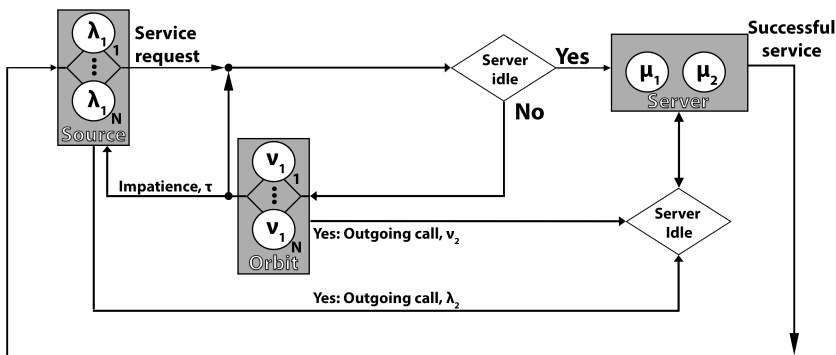 λ₁ 1
λ₁ N
Source
Service
request
Server
idle
Yes
No
μ₁ μ₂
Server
Successful
service
Impatience, τ
ν₁ 1
ν₁ N
Orbit
Yes: Outgoing call, ν₂
Server
Idle
Yes: Outgoing call, λ₂